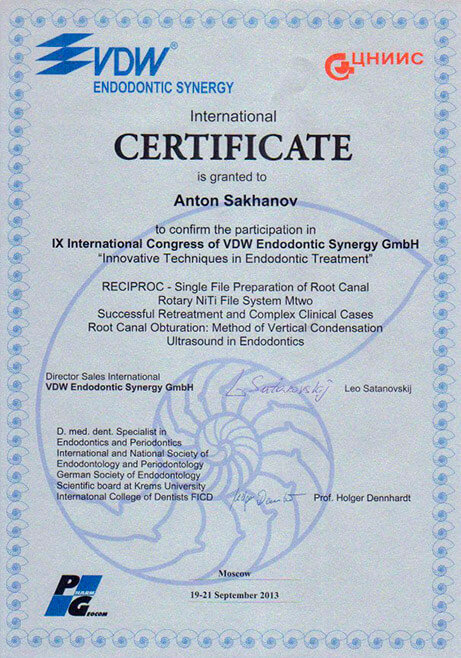 VDW®
ENDODONTIC SYNERGY
ЦНИИС
International
CERTIFICATE
is granted to
Anton Sakhanov
to confirm the participation in
IX International Congress of VDW Endodontic Synergy GmbH
“Innovative Techniques in Endodontic Treatment”
RECIPROC - Single File Preparation of Root Canal
Rotary NiTi File System Mtwo
Successful Retreatment and Complex Clinical Cases
Root Canal Obturation: Method of Vertical Condensation
Ultrasound in Endodontics
Director Sales International
VDW Endodontic Synergy GmbH
L. Satanovskij
Leo Satanovskij
D. med. dent. Specialist in
Endodontics and Periodontics
International and National Society of
Endodontology and Periodontology
German Society of Endodontology
Scientific board at Krems University
International College of Dentists FICD
Prof. Holger Dennhardt
PHARM
GEOCOM
Moscow
19-21 September 2013